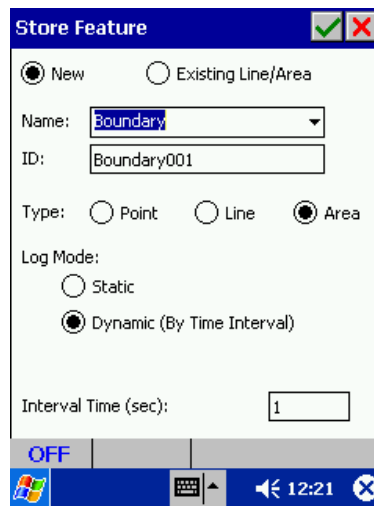 Store Feature
New Existing Line/Area
Name: Boundary
ID: Boundary001
Type: Point Line Area
Log Mode:
Static
Dynamic (By Time Interval)
Interval Time (sec): 1
OFF
12:21